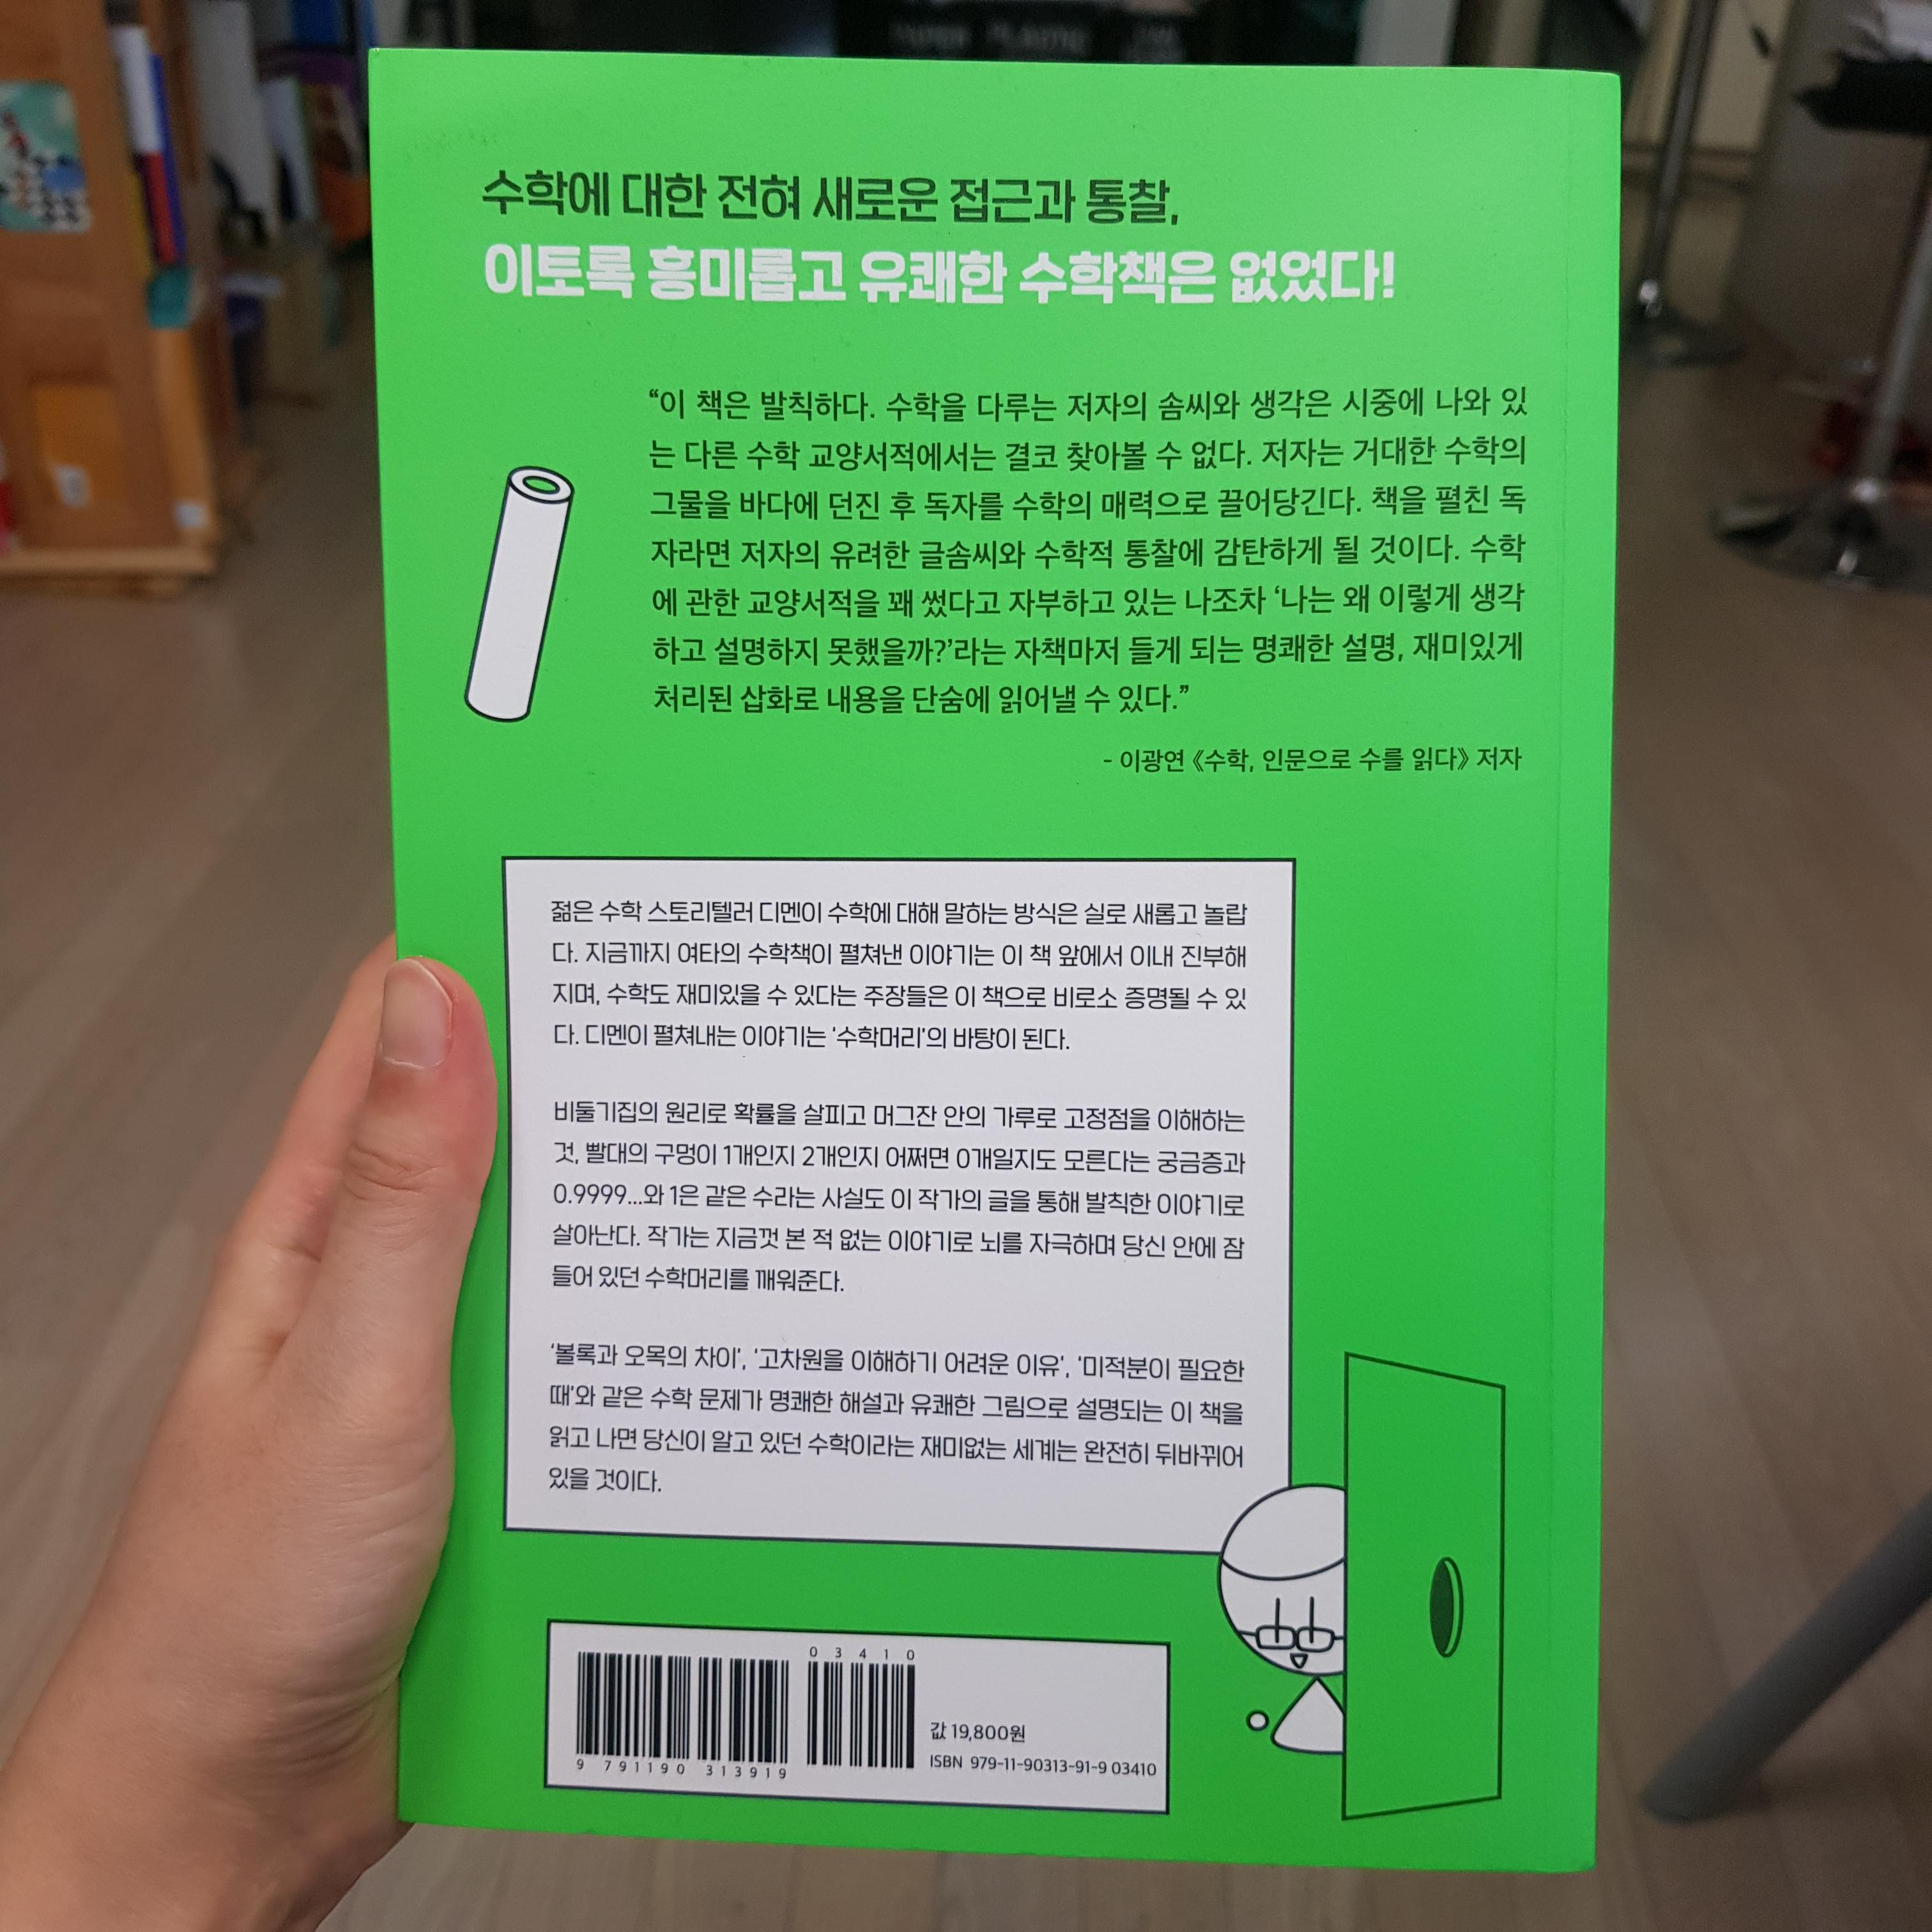 수학에 대한 전혀 새로운 접근과 통찰,
이토록 흥미롭고 유쾌한 수학책은 없었다!
“이 책은 발칙하다. 수학을 다루는 저자의 솜씨와 생각은 시중에 나와 있
는 다른 수학 교양서적에서는 결코 찾아볼 수 없다. 저자는 거대한 수학의
그물을 바다에 던진 후 독자를 수학의 매력으로 끌어당긴다. 책을 펼친 독
자라면 저자의 유려한 글솜씨와 수학적 통찰에 감탄하게 될 것이다. 수학
에 관한 교양서적을 꽤 썼다고 자부하고 있는 나조차 ‘나는 왜 이렇게 생각
하고 설명하지 못했을까?’라는 자책마저 들게 되는 명쾌한 설명, 재미있게
처리된 삽화로 내용을 단숨에 읽어낼 수 있다.”
- 이광연 《수학, 인문으로 수를 읽다》 저자
젊은 수학 스토리텔러 디멘이 수학에 대해 말하는 방식은 실로 새롭고 놀랍
다. 지금까지 여타의 수학책이 펼쳐낸 이야기는 이 책 앞에서 이내 진부해
지며, 수학도 재미있을 수 있다는 주장들은 이 책으로 비로소 증명될 수 있
다. 디멘이 펼쳐내는 이야기는 ‘수학머리’의 바탕이 된다.
비둘기집의 원리로 확률을 살피고 머그잔 안의 가루로 고정점을 이해하는
것, 빨대의 구멍이 1개인지 2개인지 어쩌면 0개일지도 모른다는 궁금증과
0.9999...와 1은 같은 수라는 사실도 이 작가의 글을 통해 발칙한 이야기로
살아난다. 작가는 지금껏 본 적 없는 이야기로 뇌를 자극하며 당신 안에 잠
들어 있던 수학머리를 깨워준다.
‘볼록과 오목의 차이’, ‘고차원을 이해하기 어려운 이유’, ‘미적분이 필요한
때’와 같은 수학 문제가 명쾌한 해설과 유쾌한 그림으로 설명되는 이 책을
읽고 나면 당신이 알고 있던 수학이라는 재미없는 세계는 완전히 뒤바뀌어
있을 것이다.
0 3 4 1 0
9 791190 313919
값 19,800원
ISBN 979-11-90313-91-9 03410